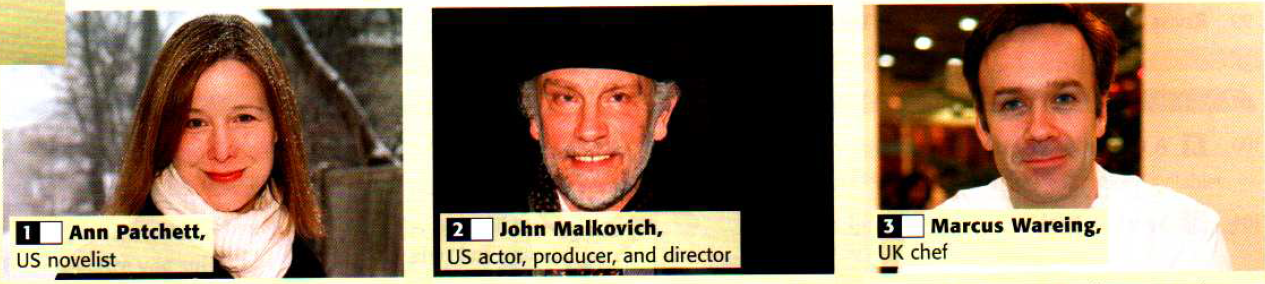 1 Ann Patchett,
US novelist
2 John Malkovich,
US actor, producer, and director
3 Marcus Wareing,
UK chef